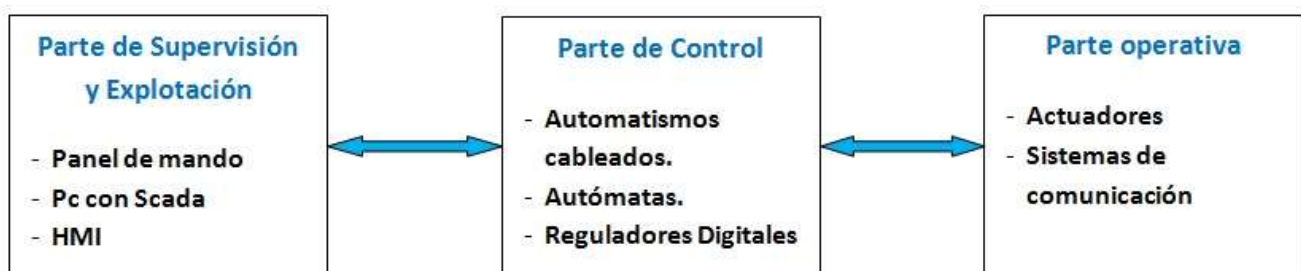 Parte de Supervisión
y Explotación
- Panel de mando
- Pc con Scada
- HMI
Parte de Control
- Automatismos
cableados.
- Autómatas.
- Reguladores Digitales
Parte operativa
- Actuadores
- Sistemas de
comunicación